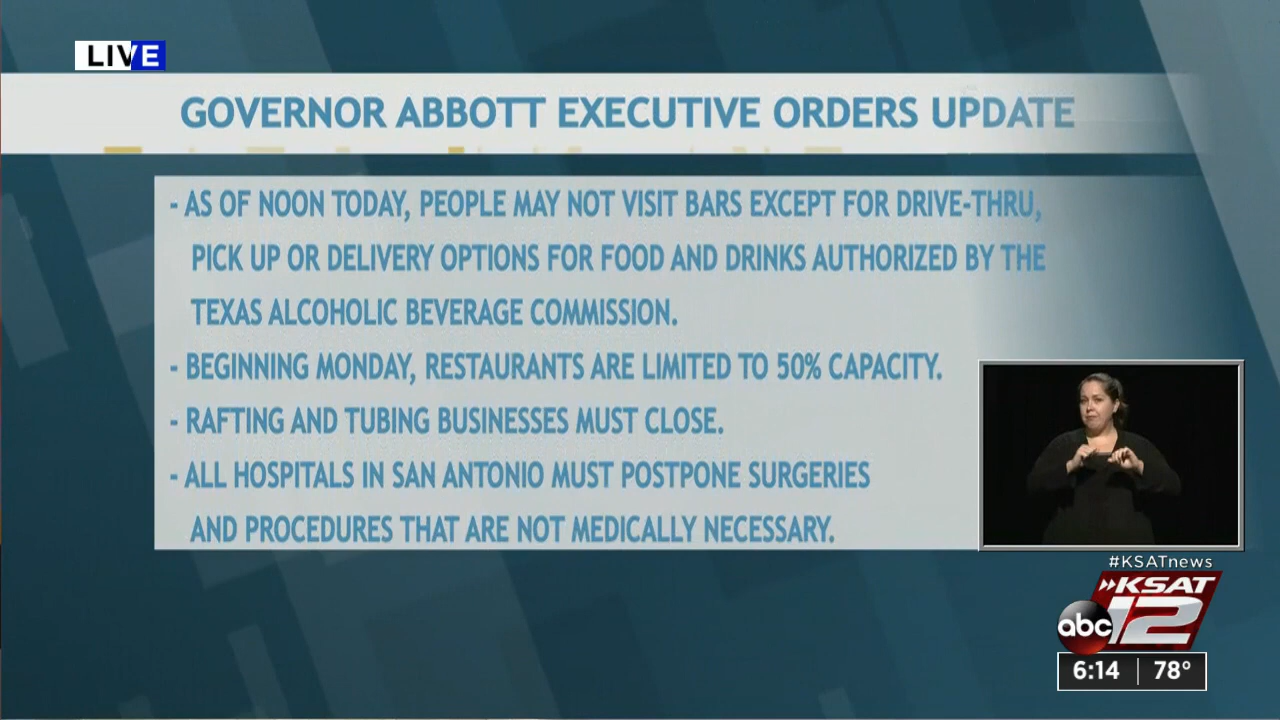 LIVE
GOVERNOR ABBOTT EXECUTIVE ORDERS UPDATE
- AS OF NOON TODAY, PEOPLE MAY NOT VISIT BARS EXCEPT FOR DRIVE-THRU,
PICK UP OR DELIVERY OPTIONS FOR FOOD AND DRINKS AUTHORIZED BY THE
TEXAS ALCOHOLIC BEVERAGE COMMISSION.
- BEGINNING MONDAY, RESTAURANTS ARE LIMITED TO 50% CAPACITY.
- RAFTING AND TUBING BUSINESSES MUST CLOSE.
- ALL HOSPITALS IN SAN ANTONIO MUST POSTPONE SURGERIES
AND PROCEDURES THAT ARE NOT MEDICALLY NECESSARY.
#KSATnews
KSAT
abc 12
6:14 78°